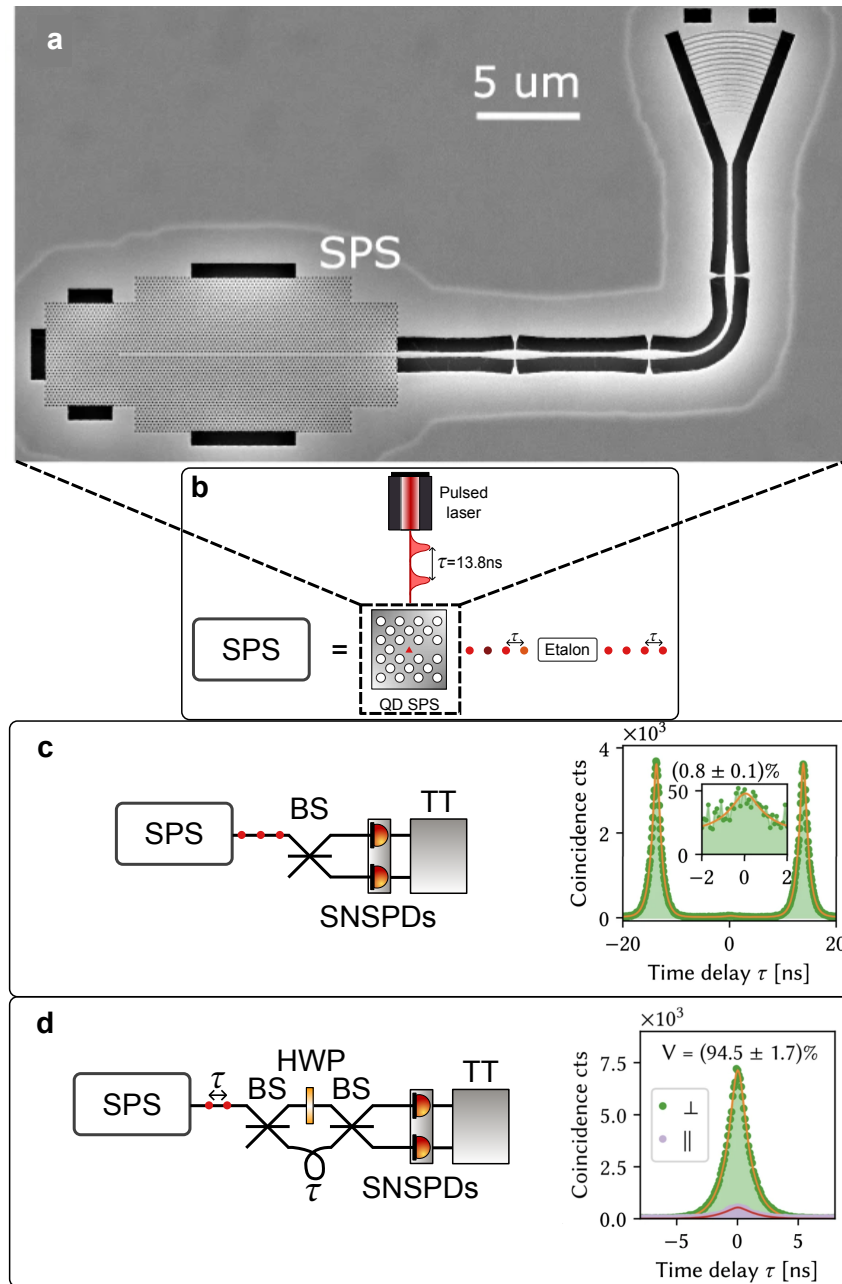 a
5 um
SPS
b
Pulsed
laser
τ=13.8ns
SPS
=
τ
Etalon
τ
QD SPS
c
SPS
BS
TT
SNSPDs
×10³
(0.8 ± 0.1)%
Coincidence cts
4
2
0
50
0
−2
0
2
−20
0
20
Time delay τ [ns]
d
SPS
τ
BS
HWP
BS
TT
τ
SNSPDs
×10³
V = (94.5 ± 1.7)%
⊥
||
Coincidence cts
7.5
5.0
2.5
0.0
−5
0
5
Time delay τ [ns]